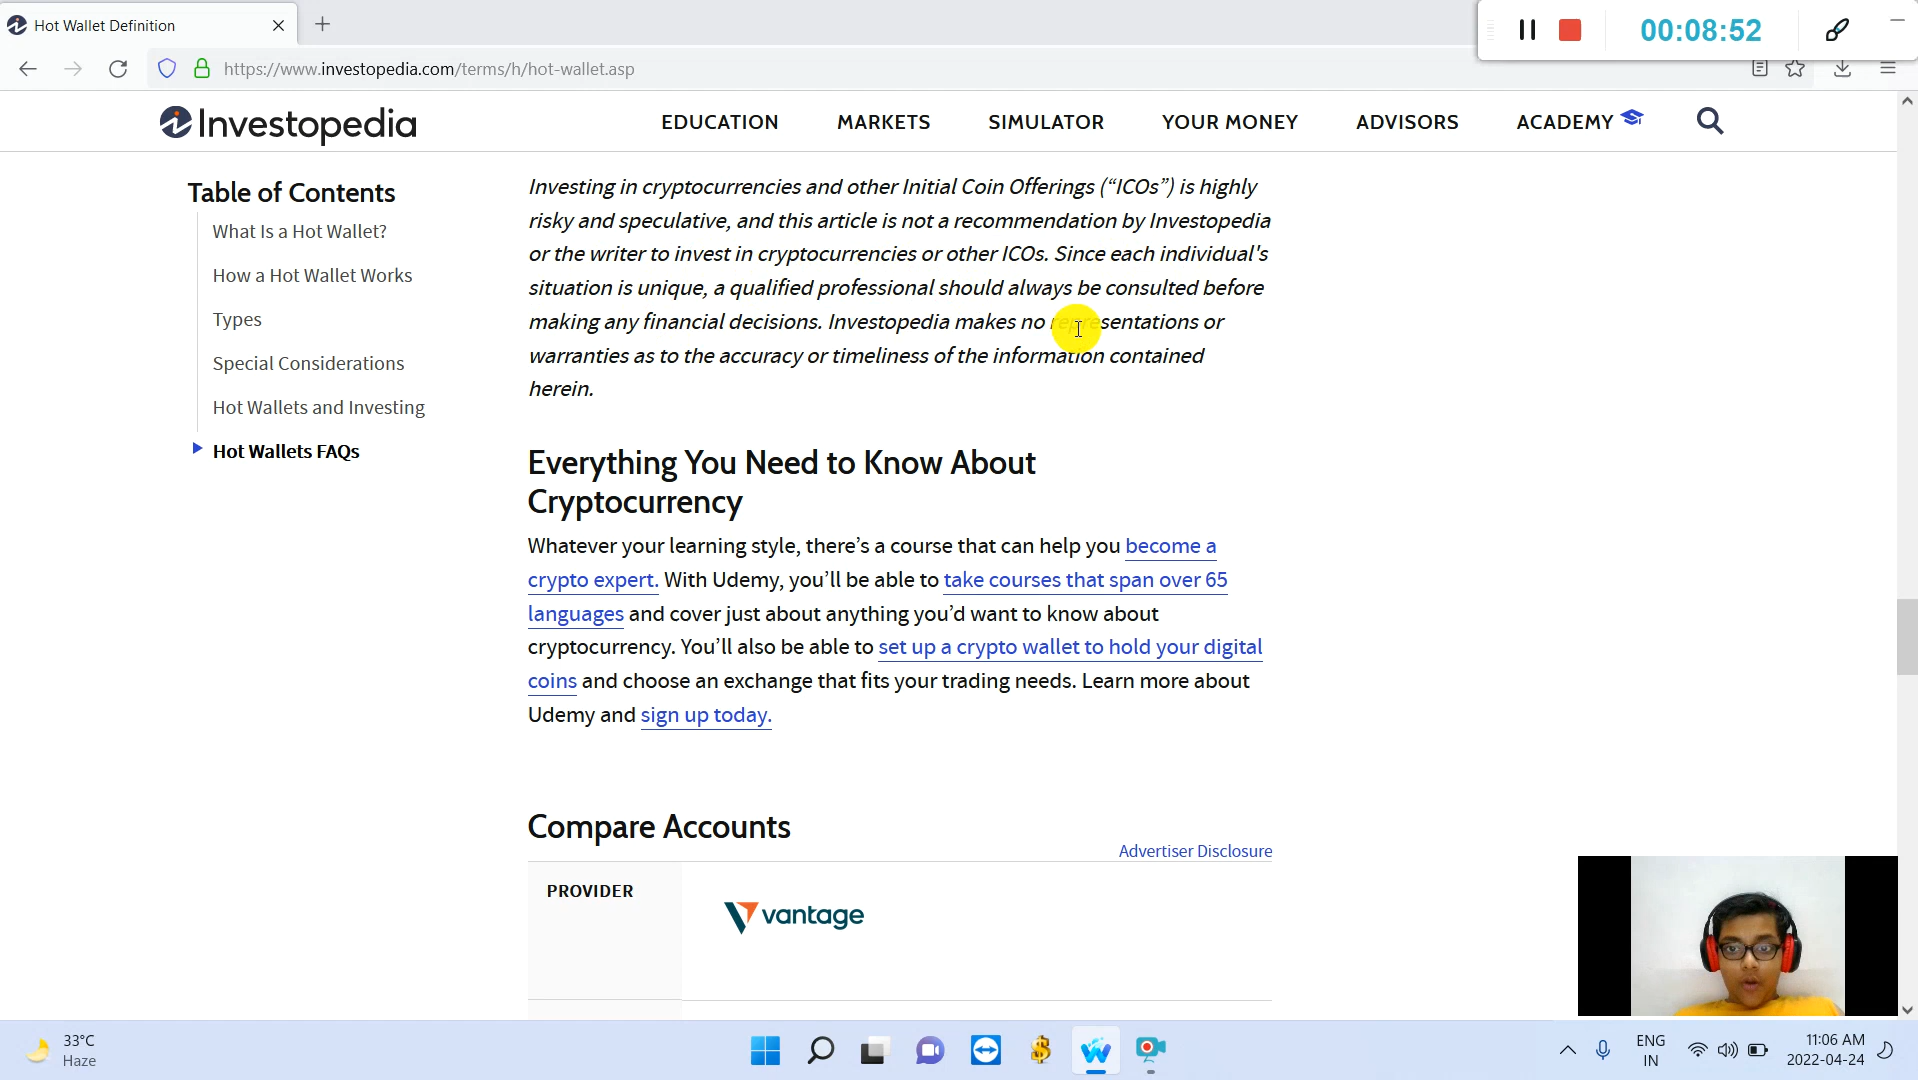 Hot Wallet Definition
00:08:52
https://www.investopedia.com/terms/h/hot-wallet.asp
Investopedia
EDUCATION MARKETS SIMULATOR YOUR MONEY ADVISORS ACADEMY
Table of Contents
What Is a Hot Wallet?
How a Hot Wallet Works
Types
Special Considerations
Hot Wallets and Investing
Hot Wallets FAQs
Investing in cryptocurrencies and other Initial Coin Offerings (“ICOs”) is highly
risky and speculative, and this article is not a recommendation by Investopedia
or the writer to invest in cryptocurrencies or other ICOs. Since each individual's
situation is unique, a qualified professional should always be consulted before
making any financial decisions. Investopedia makes no representations or
warranties as to the accuracy or timeliness of the information contained
herein.
Everything You Need to Know About
Cryptocurrency
Whatever your learning style, there’s a course that can help you become a
crypto expert. With Udemy, you’ll be able to take courses that span over 65
languages and cover just about anything you’d want to know about
cryptocurrency. You’ll also be able to set up a crypto wallet to hold your digital
coins and choose an exchange that fits your trading needs. Learn more about
Udemy and sign up today.
Compare Accounts
Advertiser Disclosure
PROVIDER
vantage
33°C
Haze
ENG
IN
11:06 AM
2022-04-24